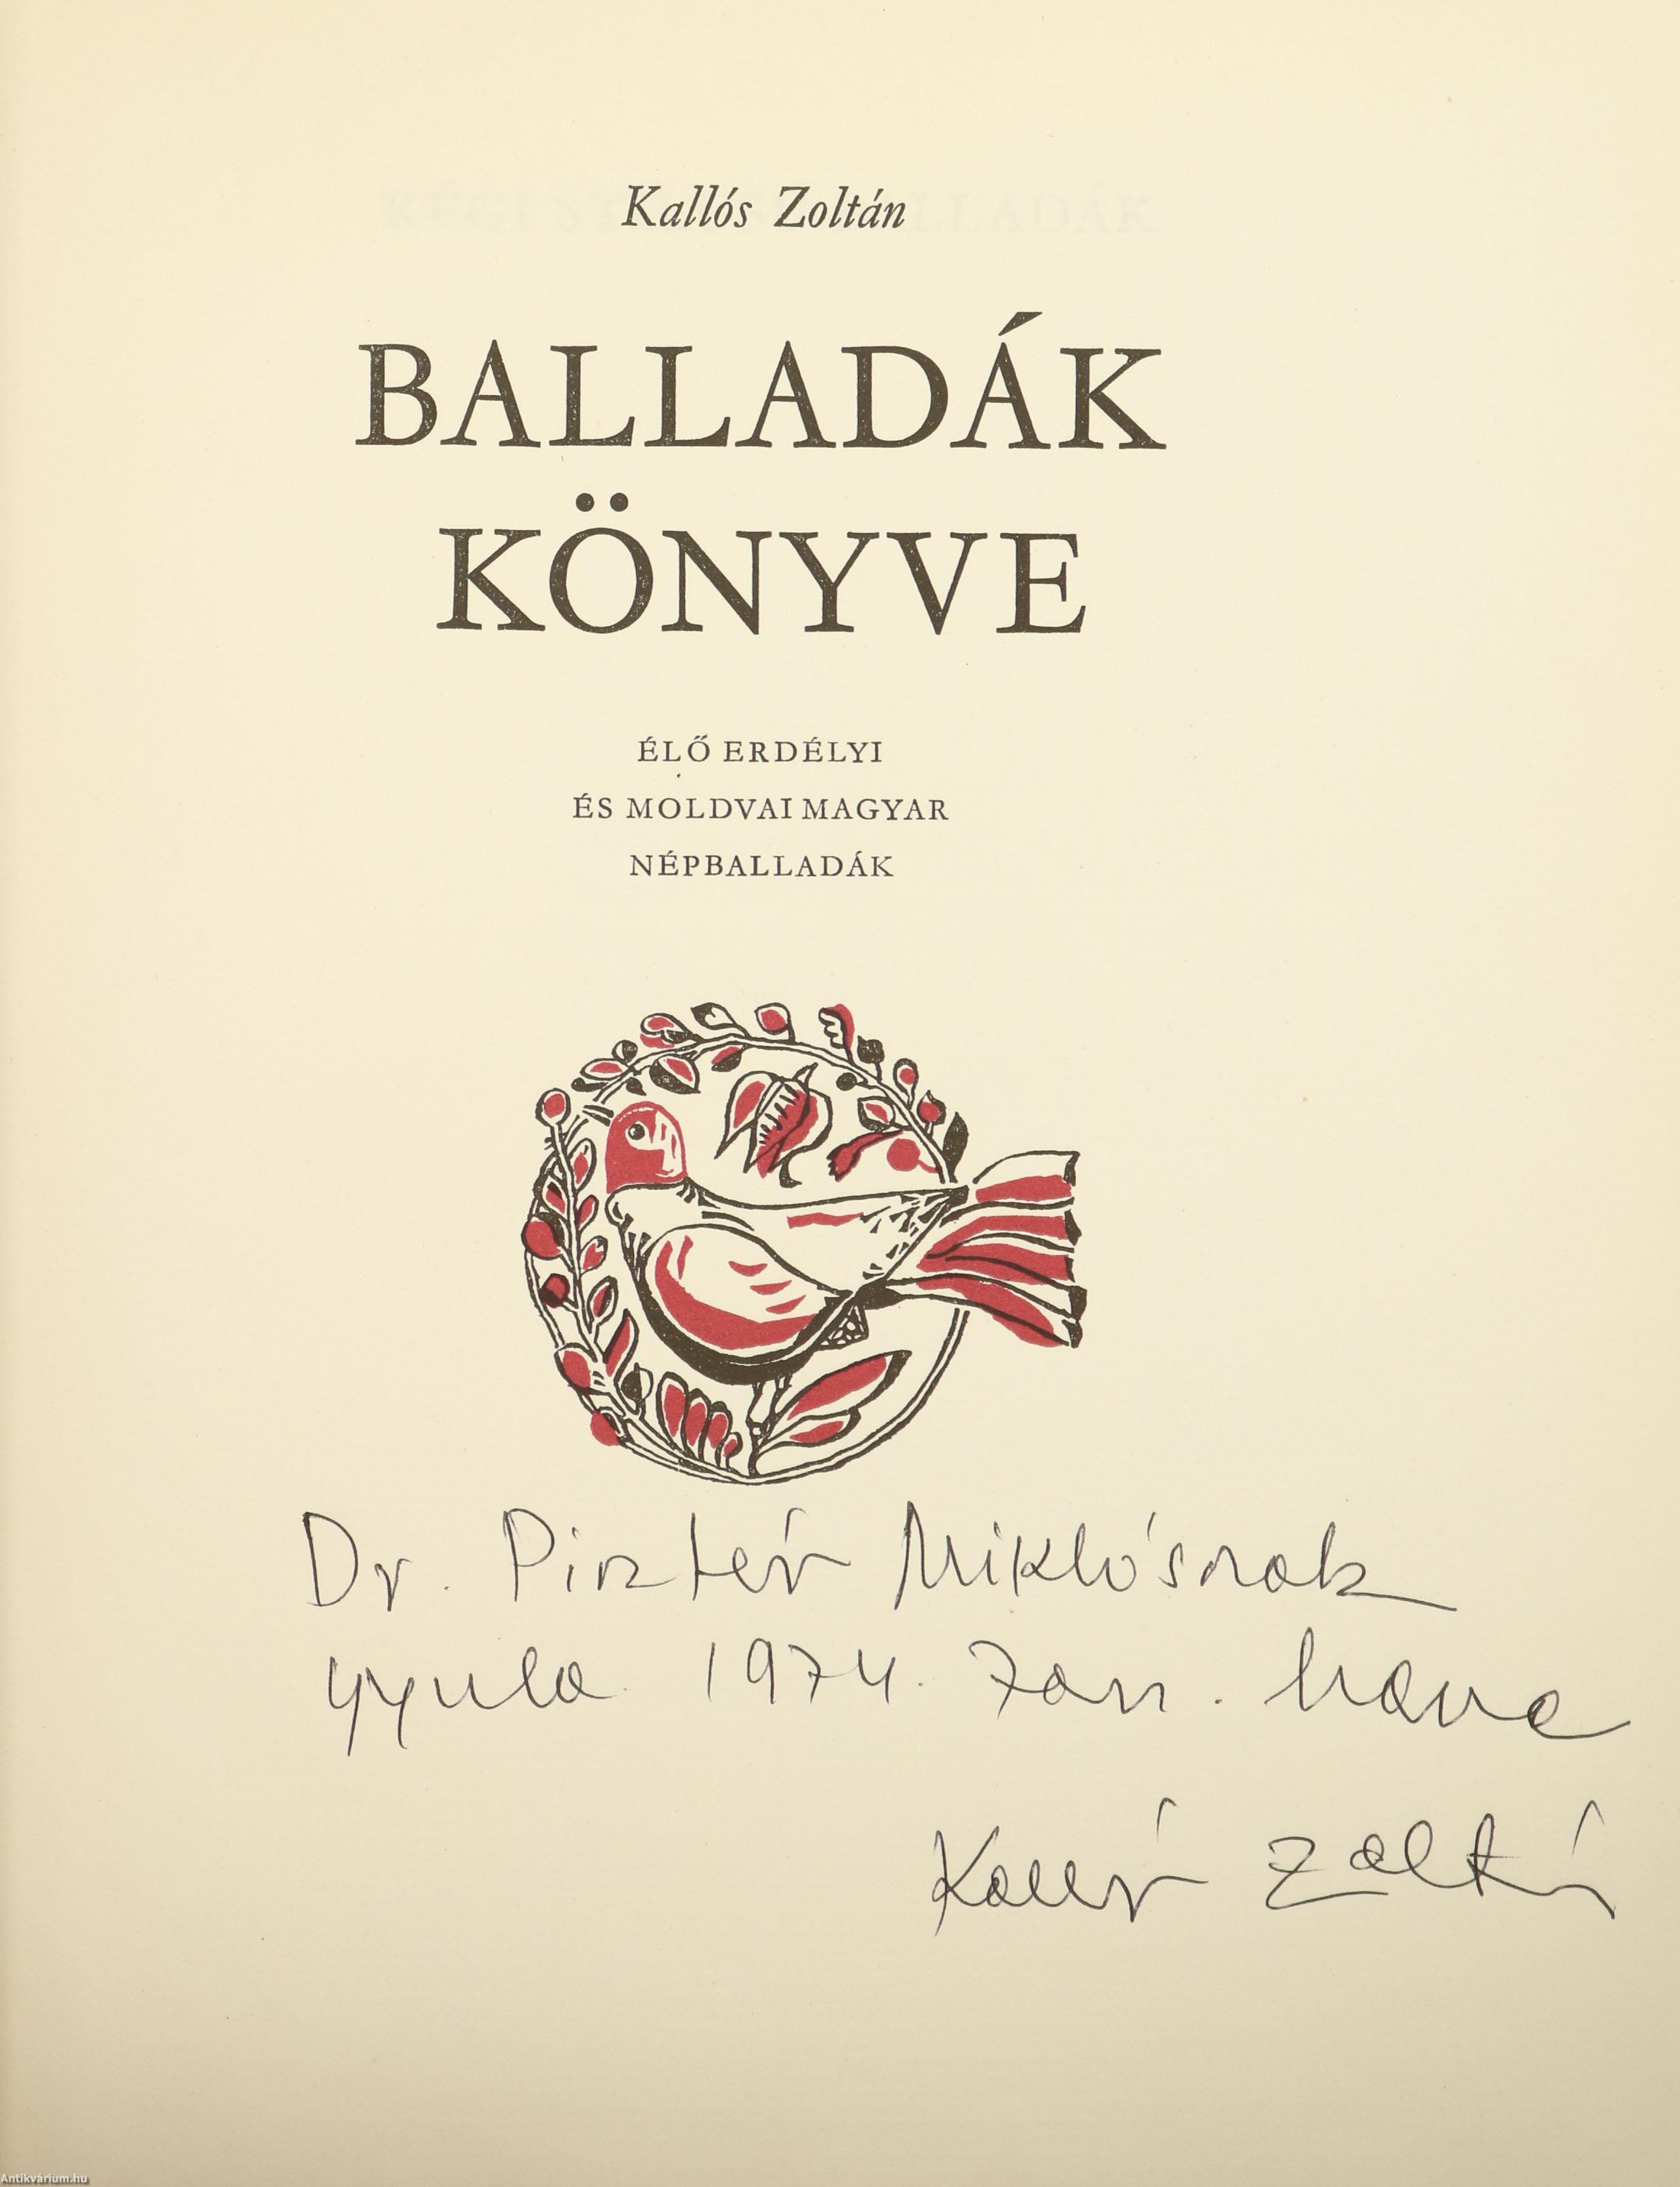 Kallós Zoltán
BALLADÁK
KÖNYVE
ÉLŐ ERDÉLYI
ÉS MOLDVAI MAGYAR
NÉPBALLADÁK
Dr. Miklósnak
Gyula 1974. Jan. hava
Kallós Zoltán
Antikvárium.hu